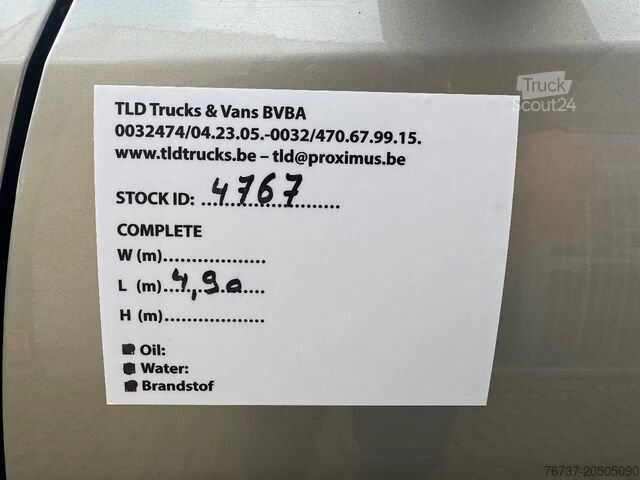 Truck
Scout24
TLD Trucks & Vans BVBA
0032474/04.23.05.-0032/470.67.99.15.
www.tldtrucks.be – tld@proximus.be
STOCK ID: 4767
COMPLETE
W (m)...................
L (m) 4,90
H (m)...................
Oil:
Water:
Brandstof
76737-20505090